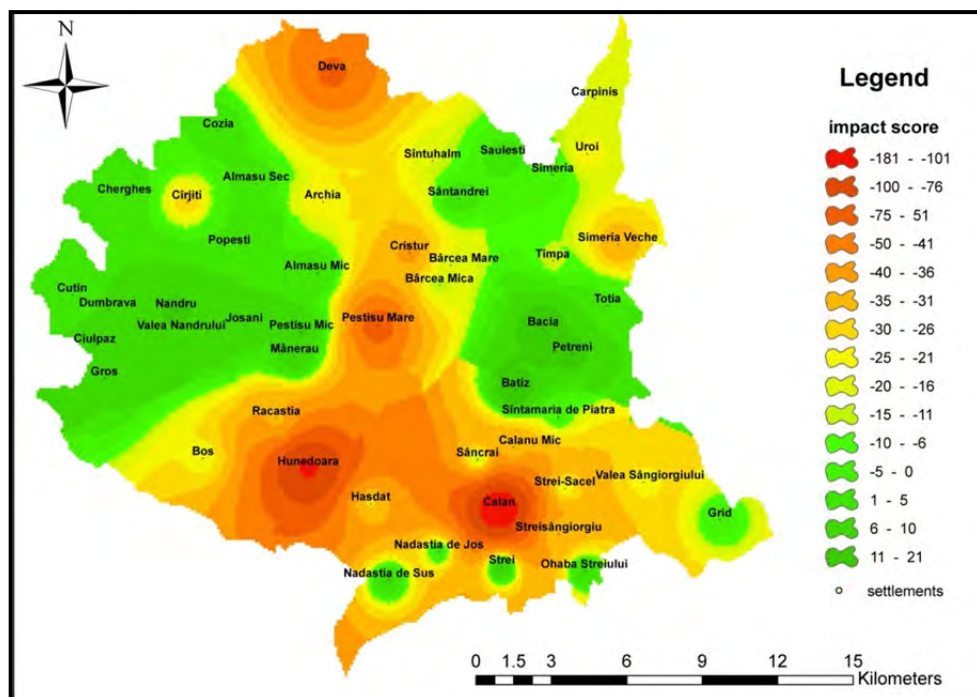 N
Deva
Carpinis
Cozia
Sîntuhalm
Saulesti
Uroi
Simeria
Almasu Sec
Cherghes
Cîrjiti
Archia
Sântandrei
Popesti
Cristur
Simeria Veche
Bârcea Mare
Timpa
Almasu Mic
Bârcea Mica
Cutin
Dumbrava
Nandru
Totia
Valea Nandrului
Josani
Pestisu Mic
Pestisu Mare
Bacia
Ciulpaz
Mânerau
Petreni
Gros
Batiz
Racastia
Sîntamaria de Piatra
Bos
Hunedoara
Sâncrai
Calanu Mic
Strei-Sacel
Valea Sângiorgiului
Hasdat
Calan
Grid
Streisângiorgiu
Nadastia de Jos
Strei
Ohaba Streiului
Nadastia de Sus
Legend
impact score
-181 - -101
-100 - -76
-75 - 51
-50 - -41
-40 - -36
-35 - -31
-30 - -26
-25 - -21
-20 - -16
-15 - -11
-10 - -6
-5 - 0
1 - 5
6 - 10
11 - 21
settlements
0 1.5 3 6 9 12 15
Kilometers